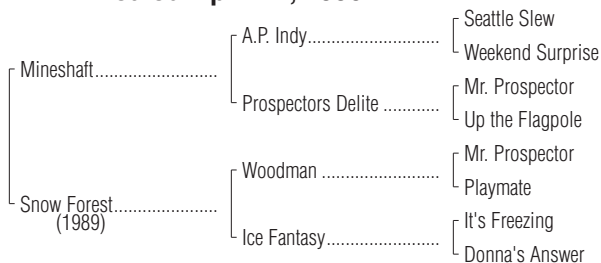 Seattle Slew
A.P. Indy..............................
Weekend Surprise
Mineshaft............................
Mr. Prospector
Prospectors Delite ............
Up the Flagpole
Mr. Prospector
Woodman ...........................
Playmate
Snow Forest.......................
(1989)
It's Freezing
Ice Fantasy..........................
Donna's Answer